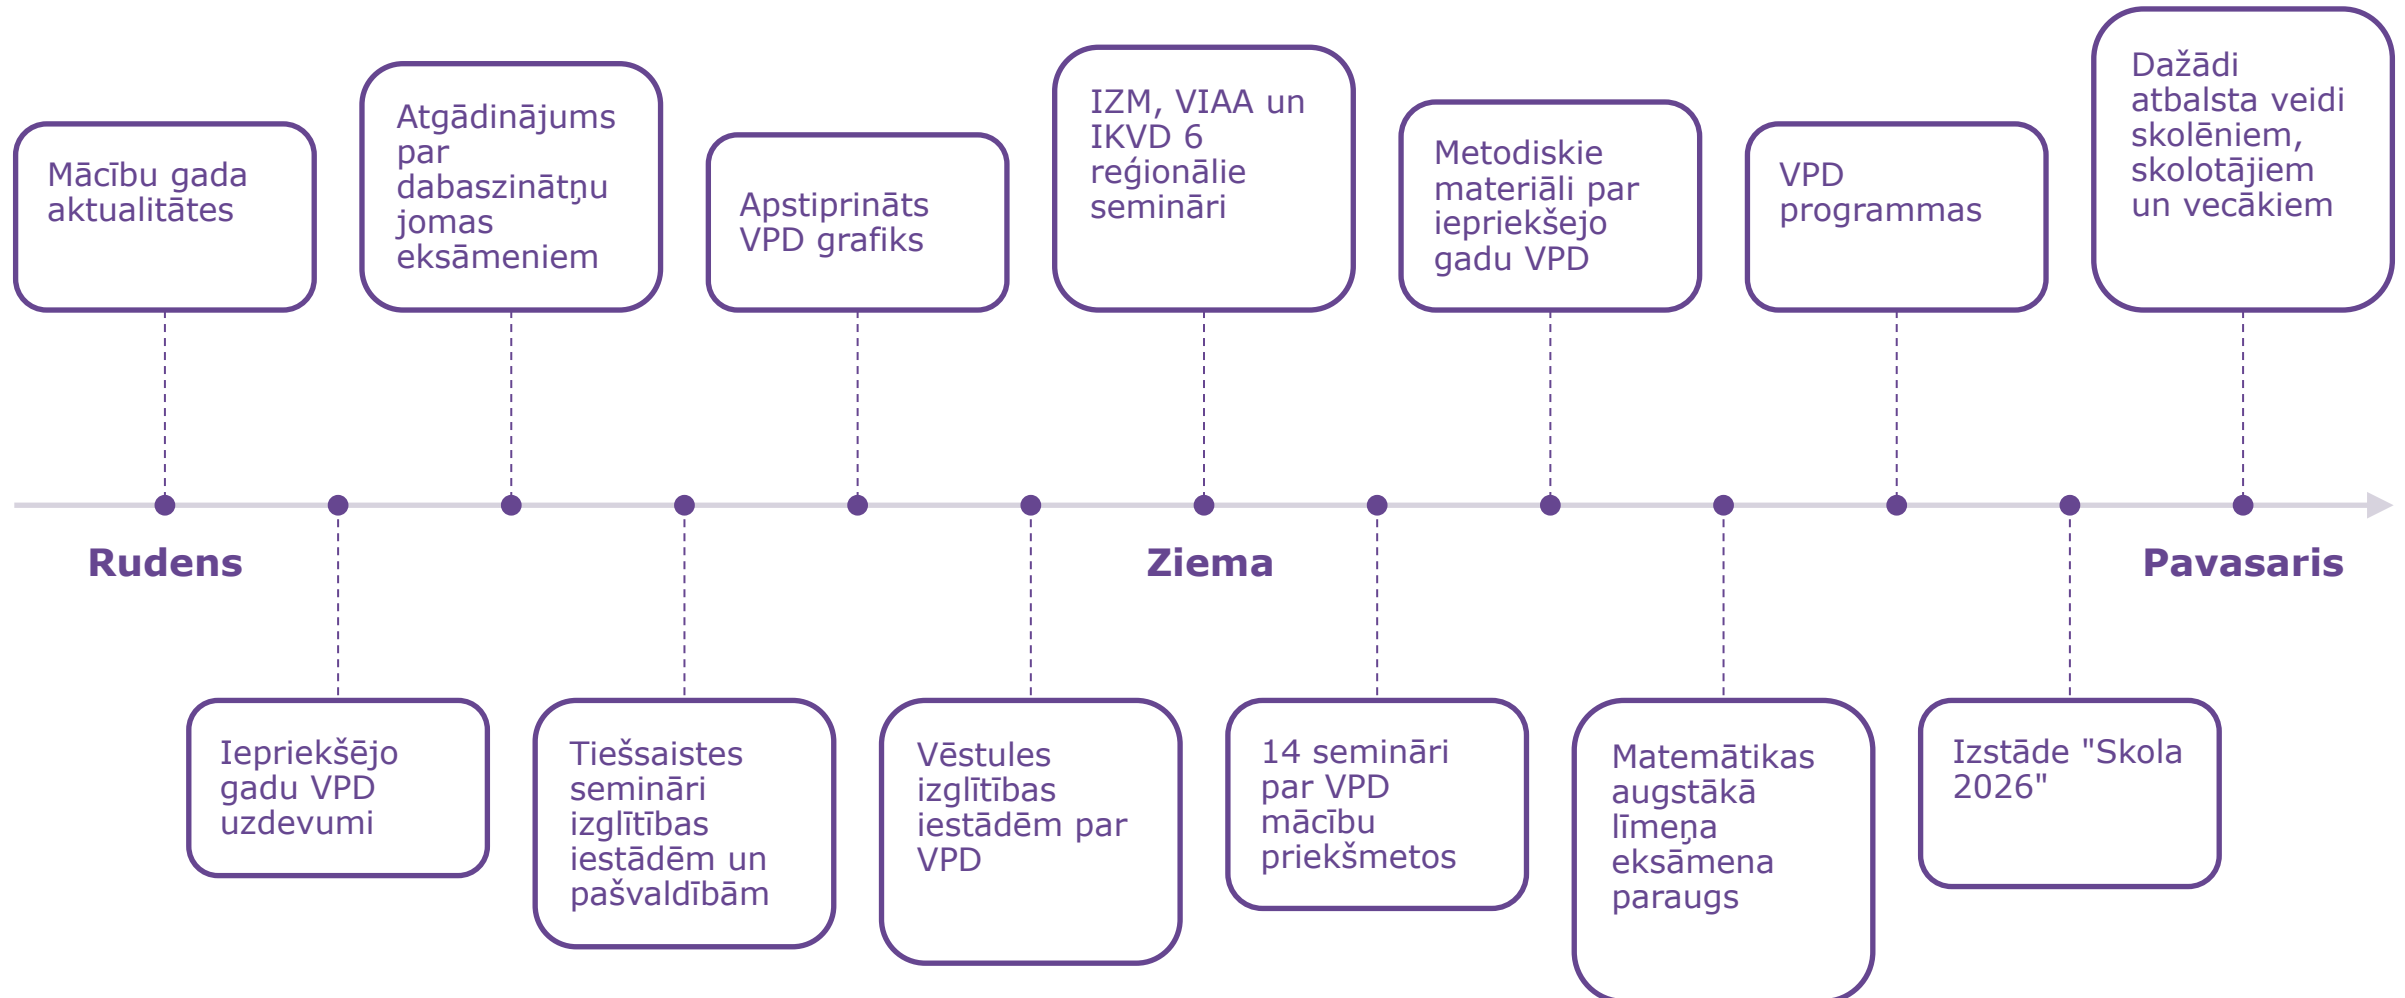 Mācību gada
aktualitātes
Atgādinājums
par
dabaszinātņu
jomas
eksāmeniem
Apstiprināts
VPD grafiks
IZM, VIAA un
IKVD 6
reģionālie
semināri
Metodiskie
materiāli par
iepriekšejo
gadu VPD
VPD
programmas
Dažādi
atbalsta veidi
skolēniem,
skolotājiem
un vecākiem
Rudens
Ziema
Pavasaris
Iepriekšējo
gadu VPD
uzdevumi
Tiešsaistes
semināri
izglītības
iestādēm un
pašvaldībām
Vēstules
izglītības
iestādēm par
VPD
14 semināri
par VPD
mācību
priekšmetos
Matemātikas
augstākā
līmeņa
eksāmena
paraugs
Izstāde "Skola
2026"